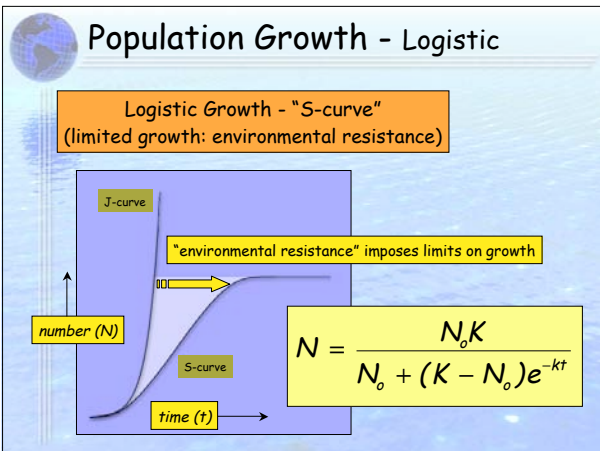 Population Growth - Logistic
Logistic Growth - “S-curve”
(limited growth: environmental resistance)
J-curve
“environmental resistance” imposes limits on growth
number (N)
S-curve
time (t)
N = NₒK / Nₒ + (K − Nₒ)e⁻ᵏᵗ